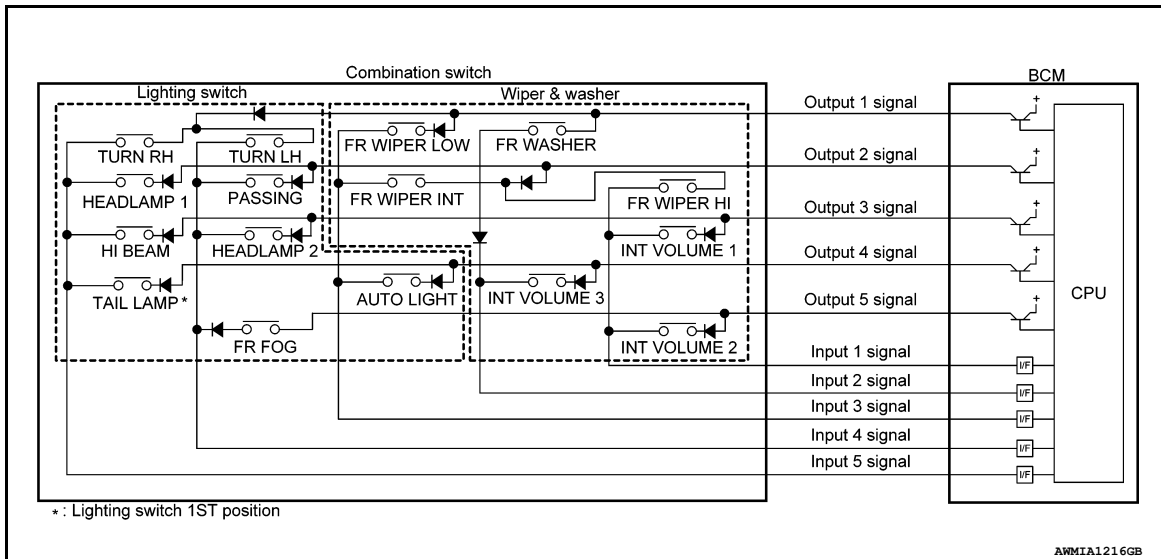 Combination switch
BCM
Lighting switch
Wiper & washer
Output 1 signal
+
TURN RH
TURN LH
FR WIPER LOW
FR WASHER
Output 2 signal
+
HEADLAMP 1
PASSING
FR WIPER INT
FR WIPER HI
Output 3 signal
+
HI BEAM
HEADLAMP 2
INT VOLUME 1
Output 4 signal
+
TAIL LAMP*
AUTO LIGHT
INT VOLUME 3
CPU
Output 5 signal
+
FR FOG
INT VOLUME 2
Input 1 signal
I/F
Input 2 signal
I/F
Input 3 signal
I/F
Input 4 signal
I/F
Input 5 signal
I/F
* : Lighting switch 1ST position
AWMIA1216GB